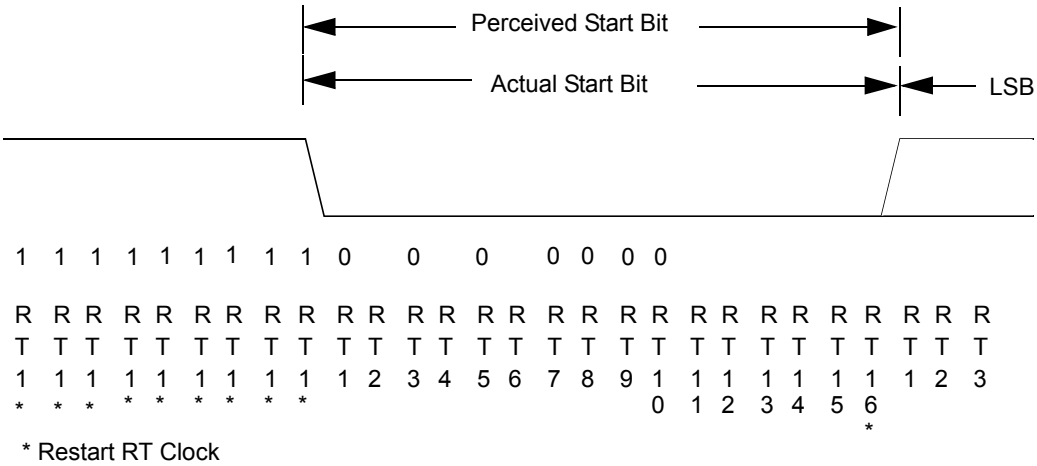 Perceived Start Bit
Actual Start Bit
LSB
1 1 1 1 1 1 1 1 1 0 0 0 0 0 0 0
R R R R R R R R R R R R R R R R R R R R R R R R R R R R
T T T T T T T T T T T T T T T T T T T T T T T T T T T T
1 1 1 1 1 1 1 1 1 1 2 3 4 5 6 7 8 9 1 1 1 1 1 1 1 1 2 3
* * * * * * * * * 0 1 2 3 4 5 6
*
* Restart RT Clock